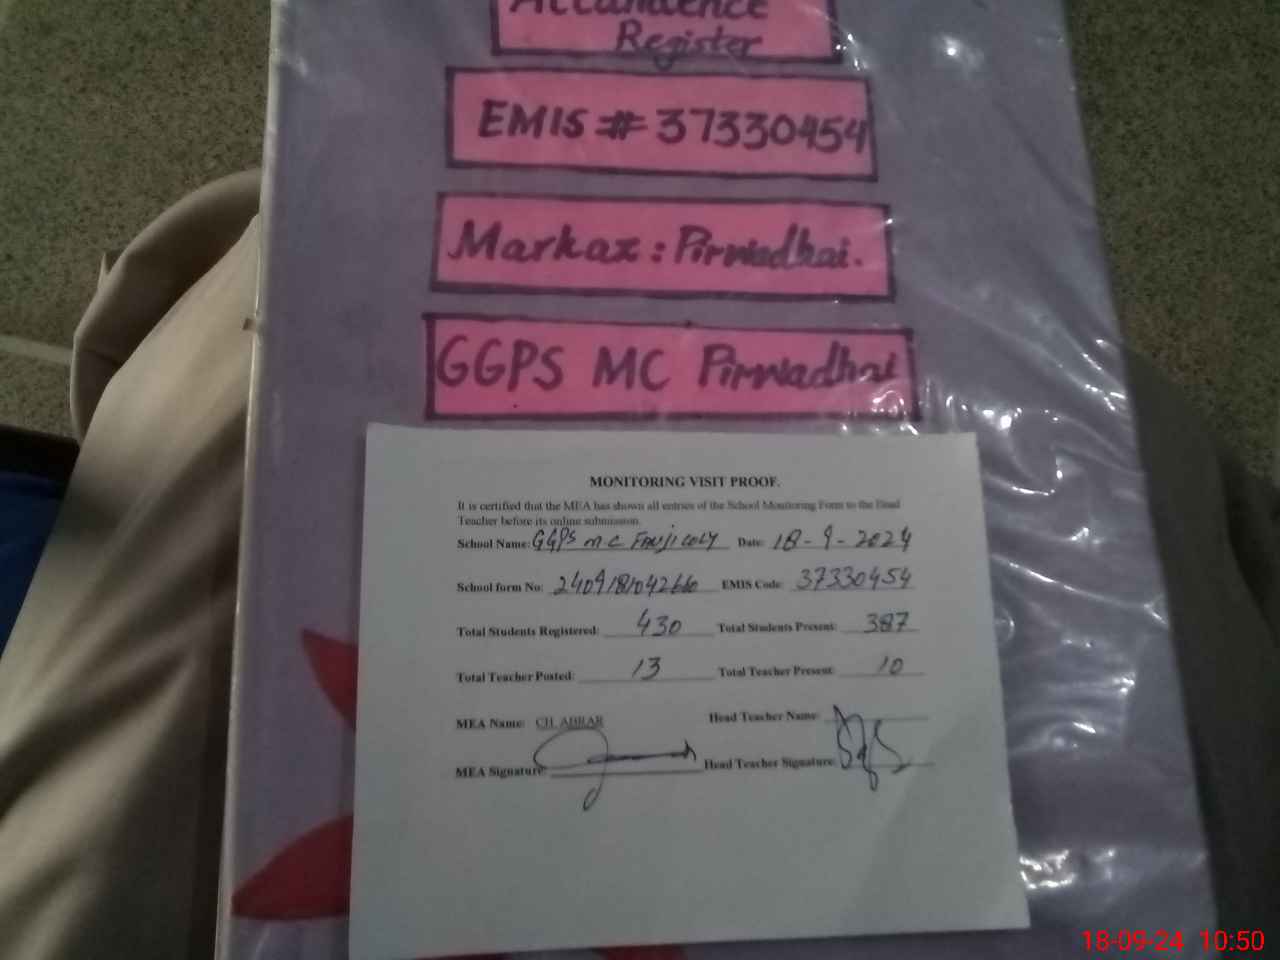 Attandence
Register
EMIS # 37330454
Markaz : Pirwadhai.
GGPS MC Pirwadhai
MONITORING VISIT PROOF.
It is certified that the MEA has shown all entries of the School Monitoring Form to the Head
Teacher before its online submission.
School Name: GGPS MC FAUJI COLY Date: 18-9-2024
School form No: EMIS Code: 37330454
Total Students Registered: 430 Total Students Present: 387
Total Teacher Posted: 13 Total Teacher Present: 10
MEA Name: CH. ABRAR Head Teacher Name:
MEA Signature: Head Teacher Signature:
18-09-24 10:50